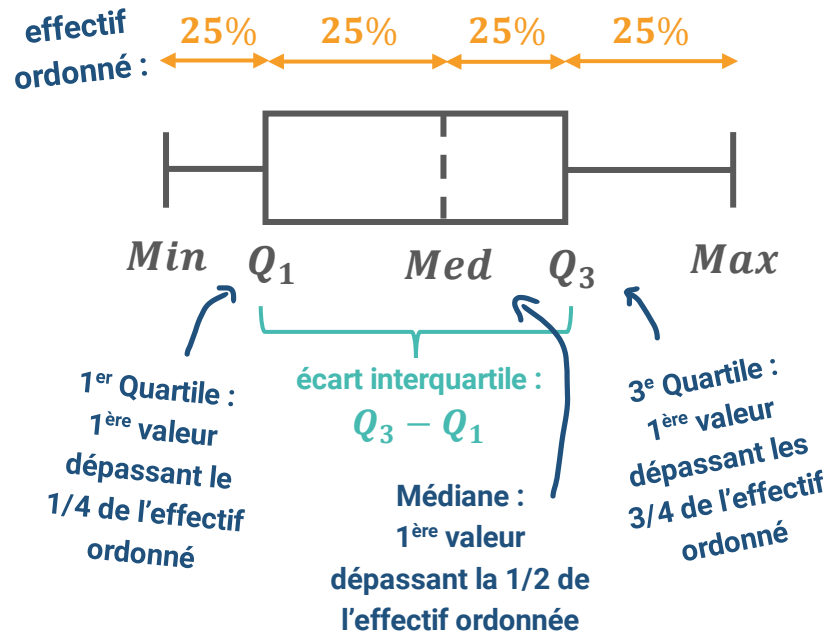 effectif
ordonné :
25% 25% 25% 25%
Min Q₁ Med Q₃ Max
1er Quartile :
1ère valeur
dépassant le
1/4 de l'effectif
ordonné
écart interquartile :
Q₃ − Q₁
Médiane :
1ère valeur
dépassant la 1/2 de
l'effectif ordonnée
3e Quartile :
1ère valeur
dépassant les
3/4 de l'effectif
ordonné